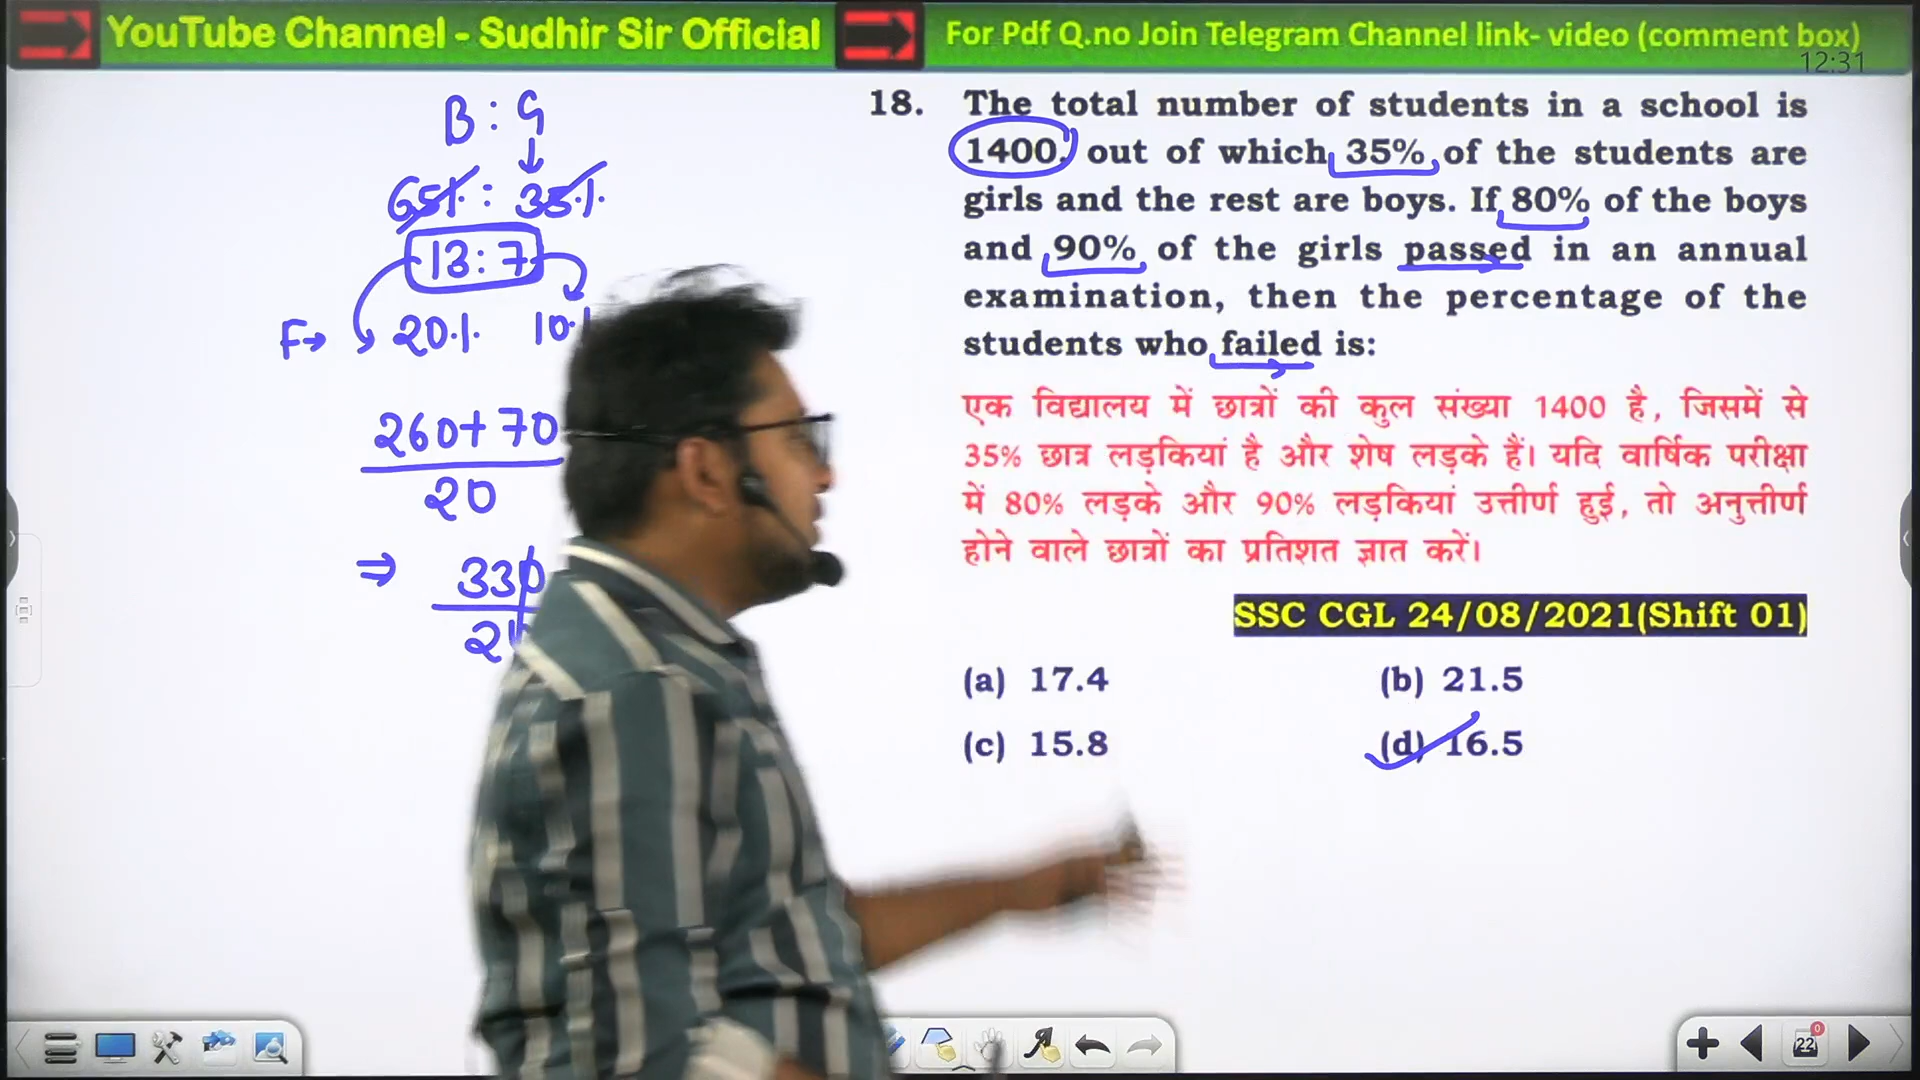 YouTube Channel - Sudhir Sir Official
For Pdf Q.no Join Telegram Channel link- video (comment box)
12:31
B : G
65% : 35%
13 : 7
F→ 20% 10%
260+70
20
⇒ 330
18. The total number of students in a school is
1400. out of which 35% of the students are
girls and the rest are boys. If 80% of the boys
and 90% of the girls passed in an annual
examination, then the percentage of the
students who failed is:
एक विद्यालय में छात्रों की कुल संख्या 1400 है, जिसमें से
35% छात्र लड़कियां है और शेष लड़के हैं। यदि वार्षिक परीक्षा
में 80% लड़के और 90% लड़कियां उत्तीर्ण हुई, तो अनुत्तीर्ण
होने वाले छात्रों का प्रतिशत ज्ञात करें।
SSC CGL 24/08/2021(Shift 01)
(a) 17.4 (b) 21.5
(c) 15.8 (d) 16.5
22
0